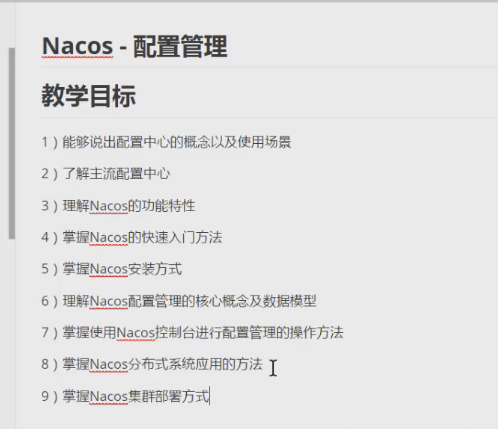 Nacos - 配置管理
教学目标
1）能够说出配置中心的概念以及使用场景
2）了解主流配置中心
3）理解Nacos的功能特性
4）掌握Nacos的快速入门方法
5）掌握Nacos安装方式
6）理解Nacos配置管理的核心概念及数据模型
7）掌握使用Nacos控制台进行配置管理的操作方法
8）掌握Nacos分布式系统应用的方法
9）掌握Nacos集群部署方式